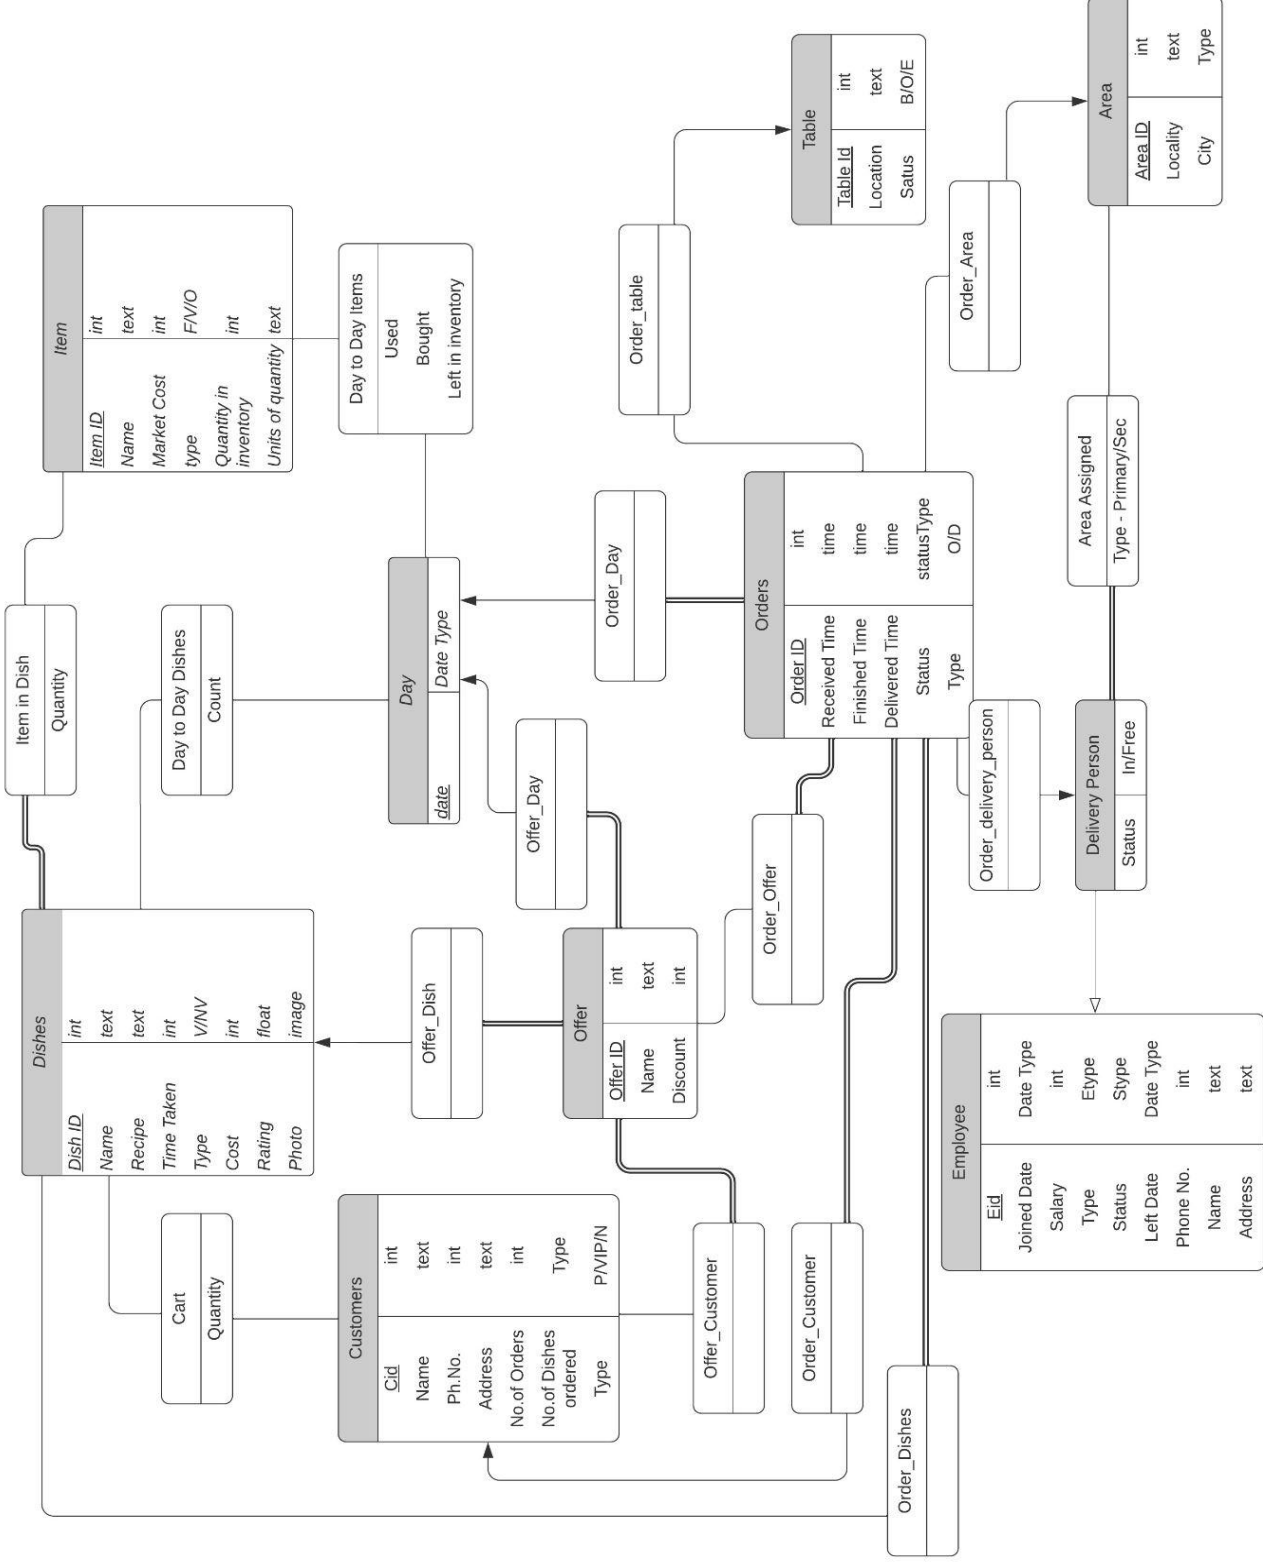 Item in Dish
Quantity
Dishes
Dish ID int
Name text
Recipe text
Time Taken int
Type V/NV
Cost int
Rating float
Photo image
Item
Item ID int
Name text
Market Cost int
type F/V/O
Quantity in inventory int
Units of quantity text
Cart
Quantity
Day to Day Dishes
Count
Customers
Cid int
Name text
Ph.No. int
Address text
No.of Orders int
No.of Dishes ordered Type
Type P/VIP/N
Day to Day Items
Used
Bought
Left in inventory
Day
date Date Type
Offer_Dish
Offer_Day
Offer
Offer ID int
Name text
Discount int
Order_Day
Order_table
Offer_Customer
Order_Offer
Orders
Order ID int
Received Time time
Finished Time time
Delivered Time time
Status statusType
Type O/D
Table
Table Id int
Location text
Satus B/O/E
Order_Customer
Order_Dishes
Order_Area
Order_delivery_person
Employee
Eid int
Joined Date Date Type
Salary int
Type Etype
Status Stype
Left Date Date Type
Phone No. int
Name text
Address text
Delivery Person
Status In/Free
Area Assigned
Type - Primary/Sec
Area
Area ID int
Locality text
City Type